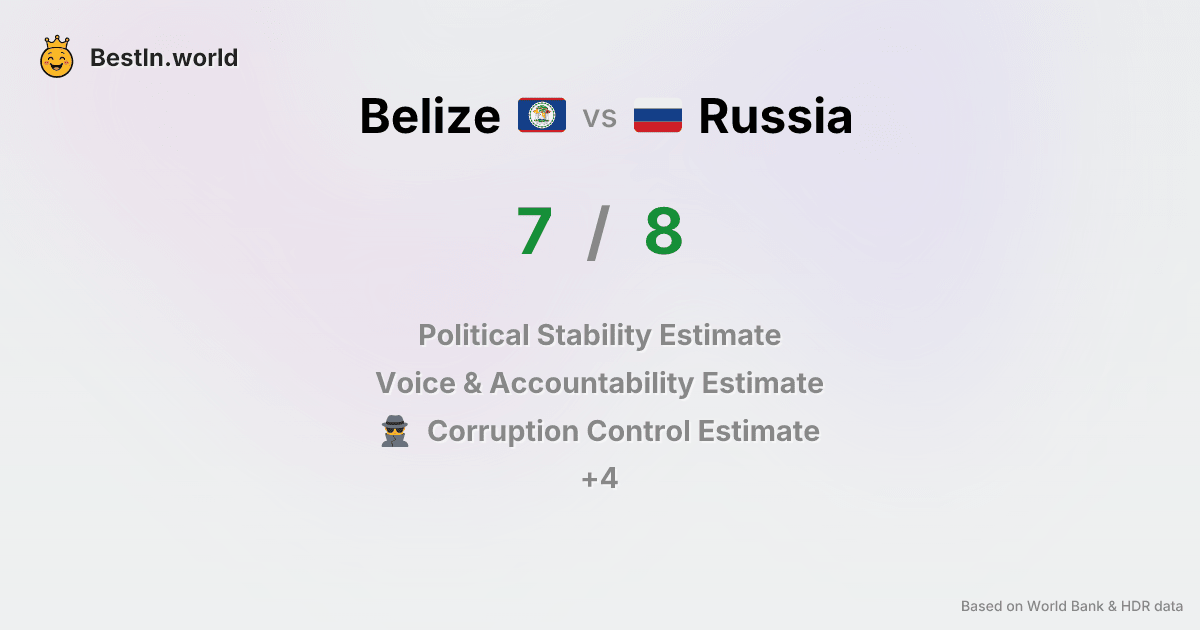 BestIn.world
Belize vs Russia
7 / 8
Political Stability Estimate
Voice & Accountability Estimate
Corruption Control Estimate
+4
Based on World Bank & HDR data